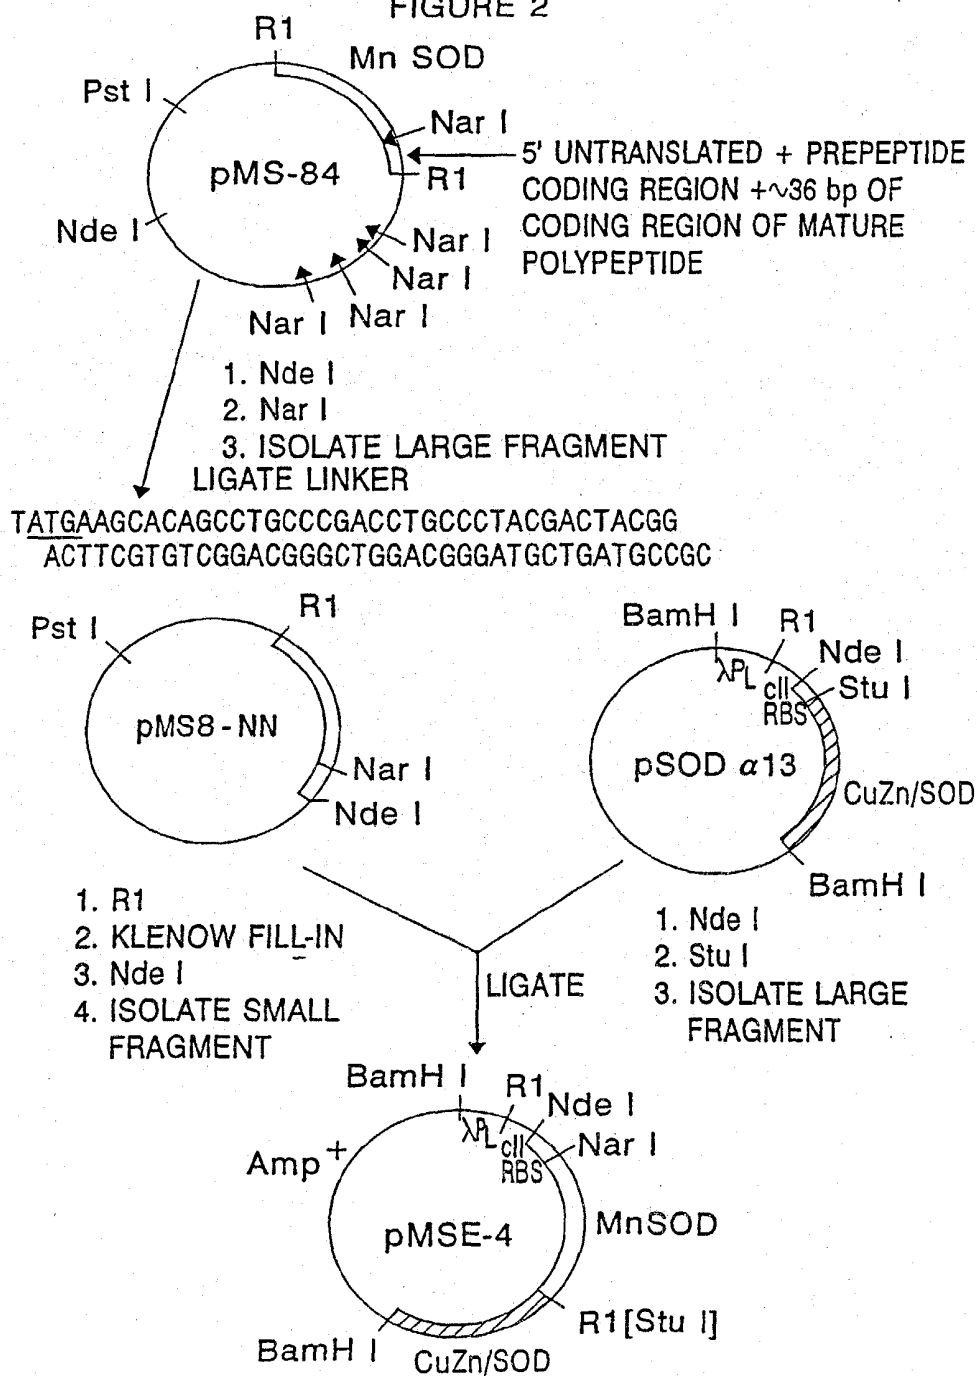 FIGURE 2
R1
Mn SOD
Pst I
Nar I
pMS-84
R1
5' UNTRANSLATED + PREPEPTIDE
CODING REGION +~36 bp OF
CODING REGION OF MATURE
POLYPEPTIDE
Nde I
Nar I
Nar I
Nar I
Nar I
1. Nde I
2. Nar I
3. ISOLATE LARGE FRAGMENT
LIGATE LINKER
TATGAAGCACAGCCTGCCCGACCTGCCCTACGACTACGG
ACTTCGTGTCGGACGGGCTGGACGGGATGCTGATGCCGC
Pst I
R1
pMS8-NN
Nar I
Nde I
BamH I
R1
Nde I
λPL
cII
RBS
Stu I
pSOD α13
CuZn/SOD
BamH I
1. R1
2. KLENOW FILL-IN
3. Nde I
4. ISOLATE SMALL
FRAGMENT
1. Nde I
2. Stu I
3. ISOLATE LARGE
FRAGMENT
LIGATE
BamH I
R1
Nde I
λPL
cII
RBS
Nar I
Amp+
pMSE-4
MnSOD
R1[Stu I]
BamH I
CuZn/SOD